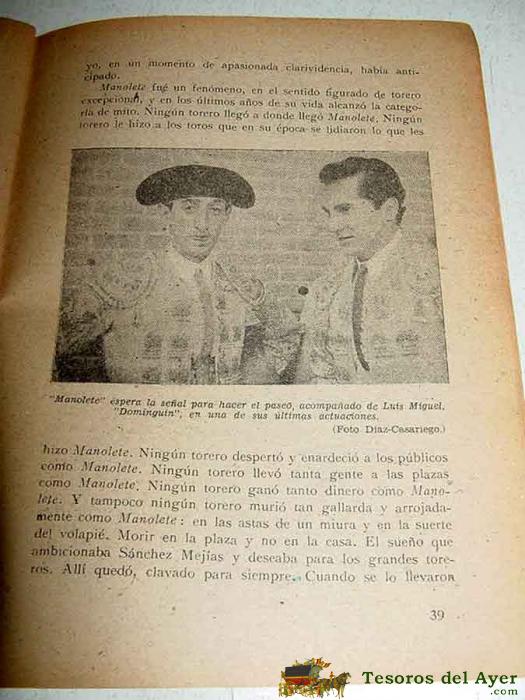 yo, en un momento de apasionada clarividencia, había anti-
cipado.
Manolete fué un fenómeno, en el sentido figurado de torero
excepcional, y en los últimos años de su vida alcanzó la catego-
ría de mito. Ningún torero llegó a donde llegó Manolete. Ningún
torero le hizo a los toros que en su época se lidiaron lo que les
"Manolete" espera la señal para hacer el paseo, acompañado de Luis Miguel,
"Dominguín", en una de sus últimas actuaciones.
(Foto Díaz-Casariego.)
hizo Manolete. Ningún torero despertó y enardeció a los públicos
como Manolete. Ningún torero llevó tanta gente a las plazas
como Manolete. Ningún torero ganó tanto dinero como Mano-
lete. Y tampoco ningún torero murió tan gallarda y arrojada-
mente como Manolete: en las astas de un miura y en la suerte
del volapié. Morir en la plaza y no en la casa. El sueño que
ambicionaba Sánchez Mejías y deseaba para los grandes tore-
ros. Allí quedó, clavado para siempre. Cuando se lo llevaron
39
Tesoros del Ayer
.com